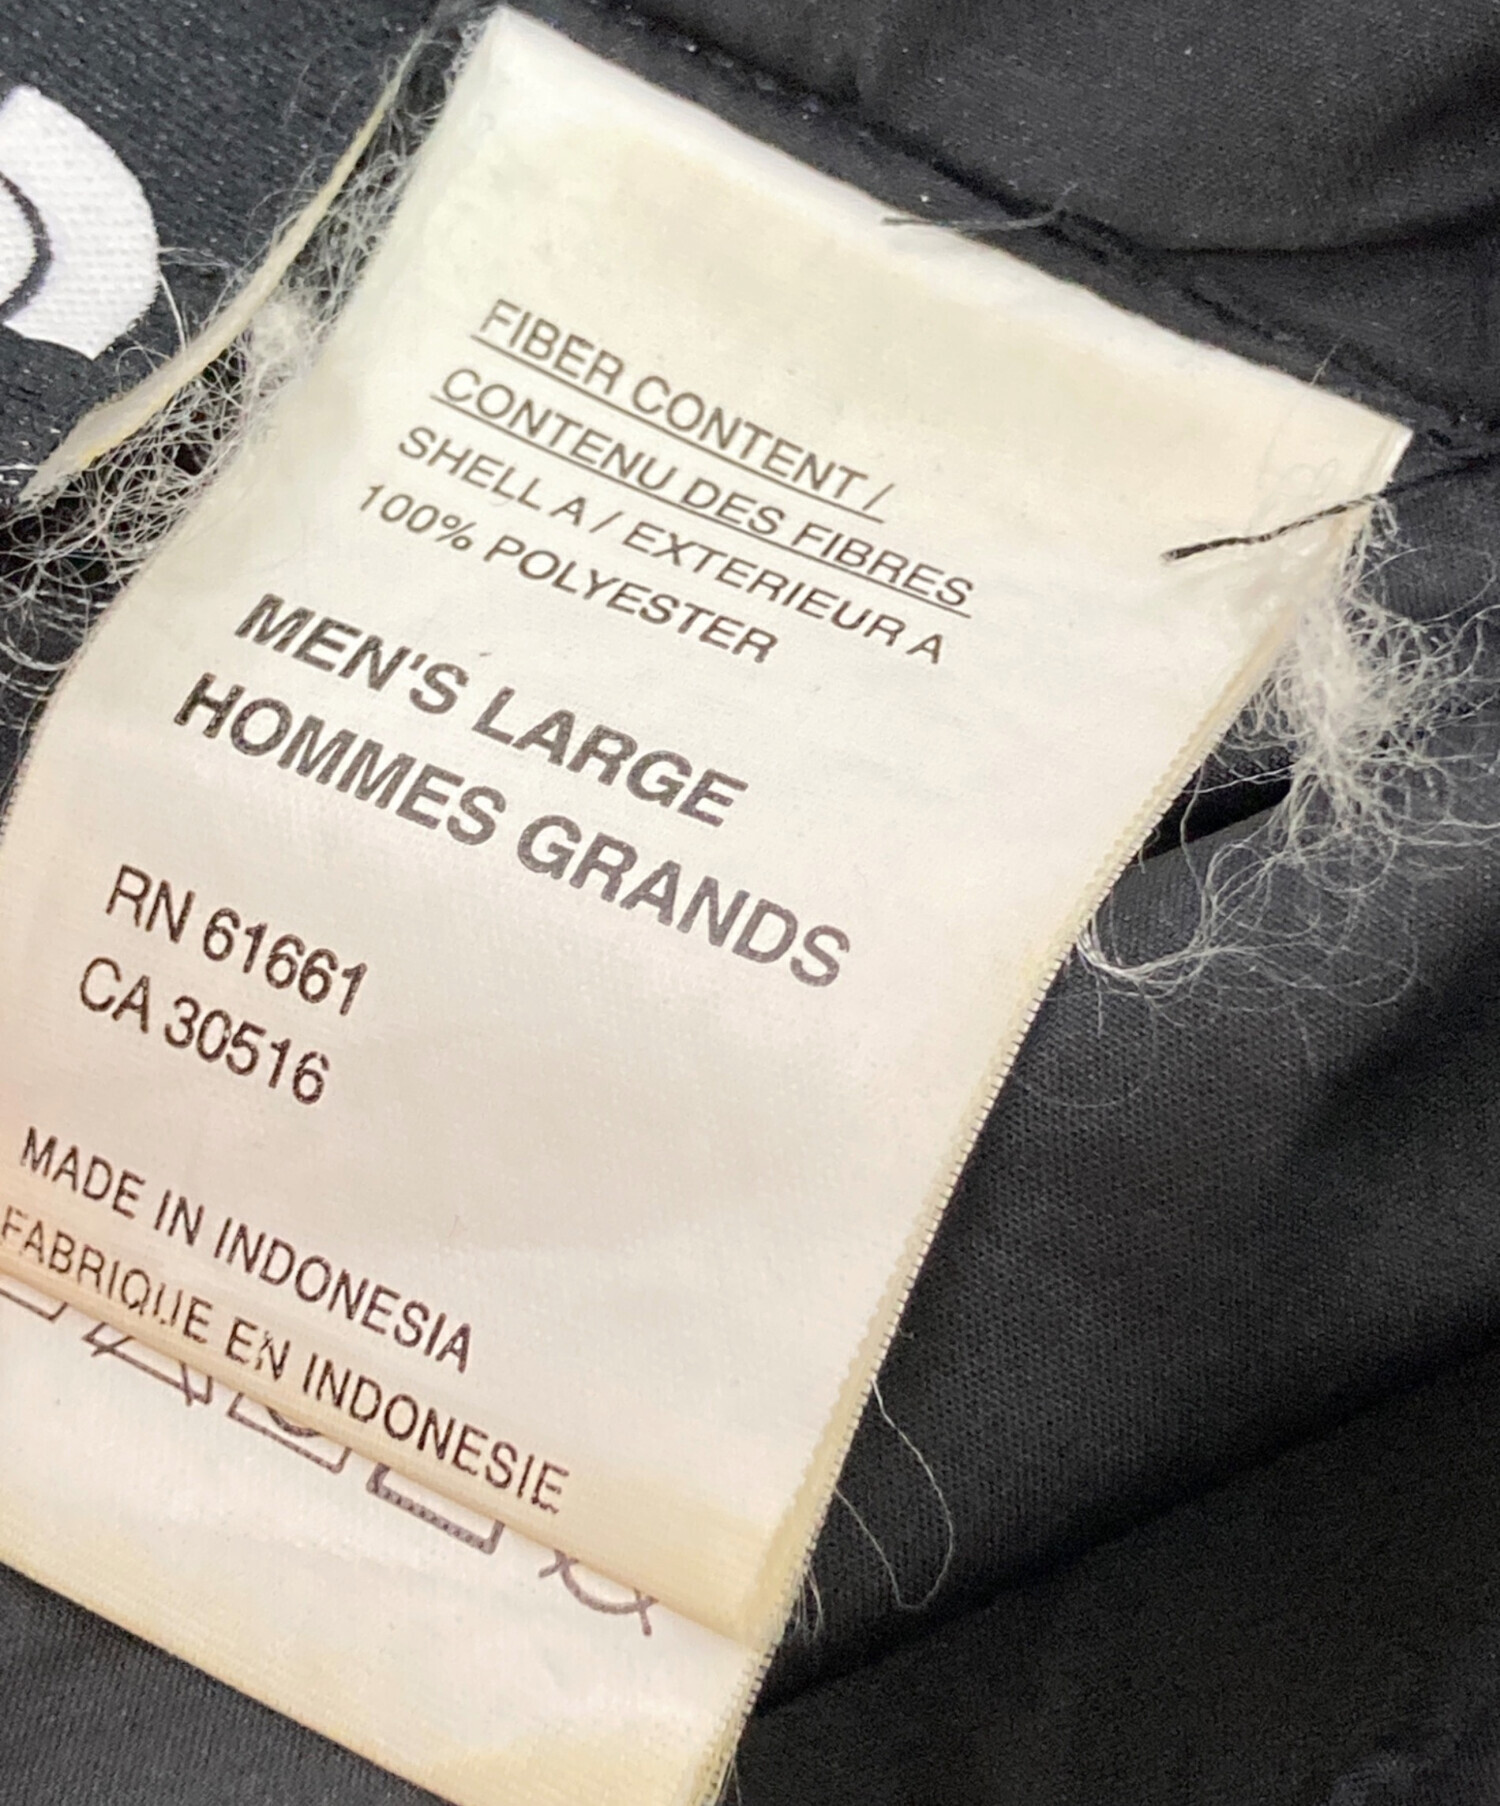 FIBER CONTENT /
CONTENU DES FIBRES
SHELL A / EXTERIEUR A
100% POLYESTER
MEN'S LARGE
HOMMES GRANDS
RN 61661
CA 30516
MADE IN INDONESIA
FABRIQUE EN INDONESIE